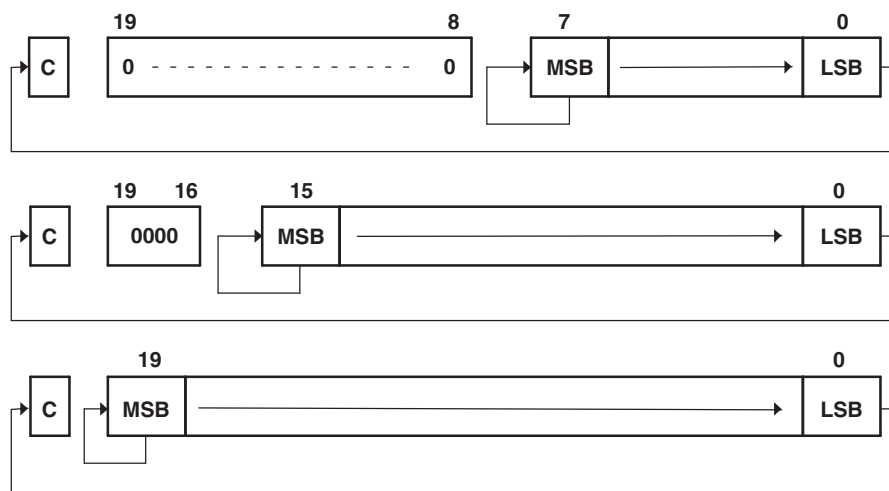 19 8 7 0
C 0 0 MSB LSB
19 16 15 0
C 0000 MSB LSB
19 0
C MSB LSB